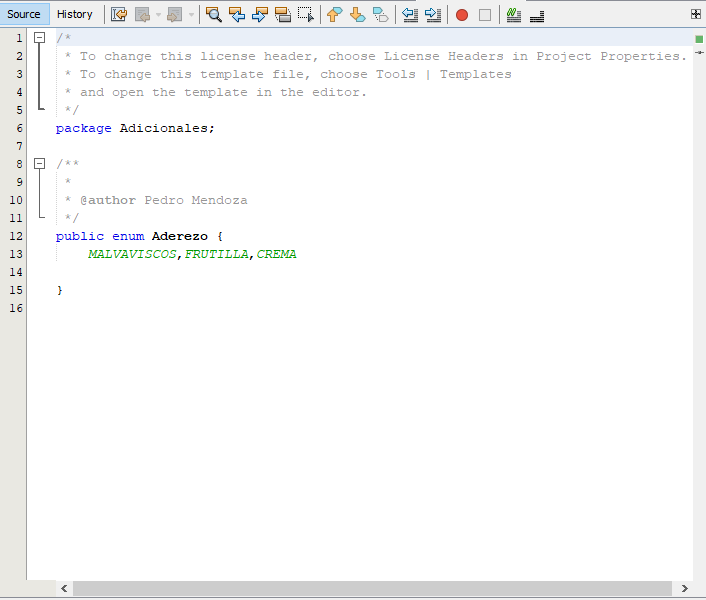 Source History
1 /*
2 * To change this license header, choose License Headers in Project Properties.
3 * To change this template file, choose Tools | Templates
4 * and open the template in the editor.
5 */
6 package Adicionales;
7
8 /**
9 *
10 * @author Pedro Mendoza
11 */
12 public enum Aderezo {
13 MALVAVISCOS,FRUTILLA,CREMA
14
15 }
16